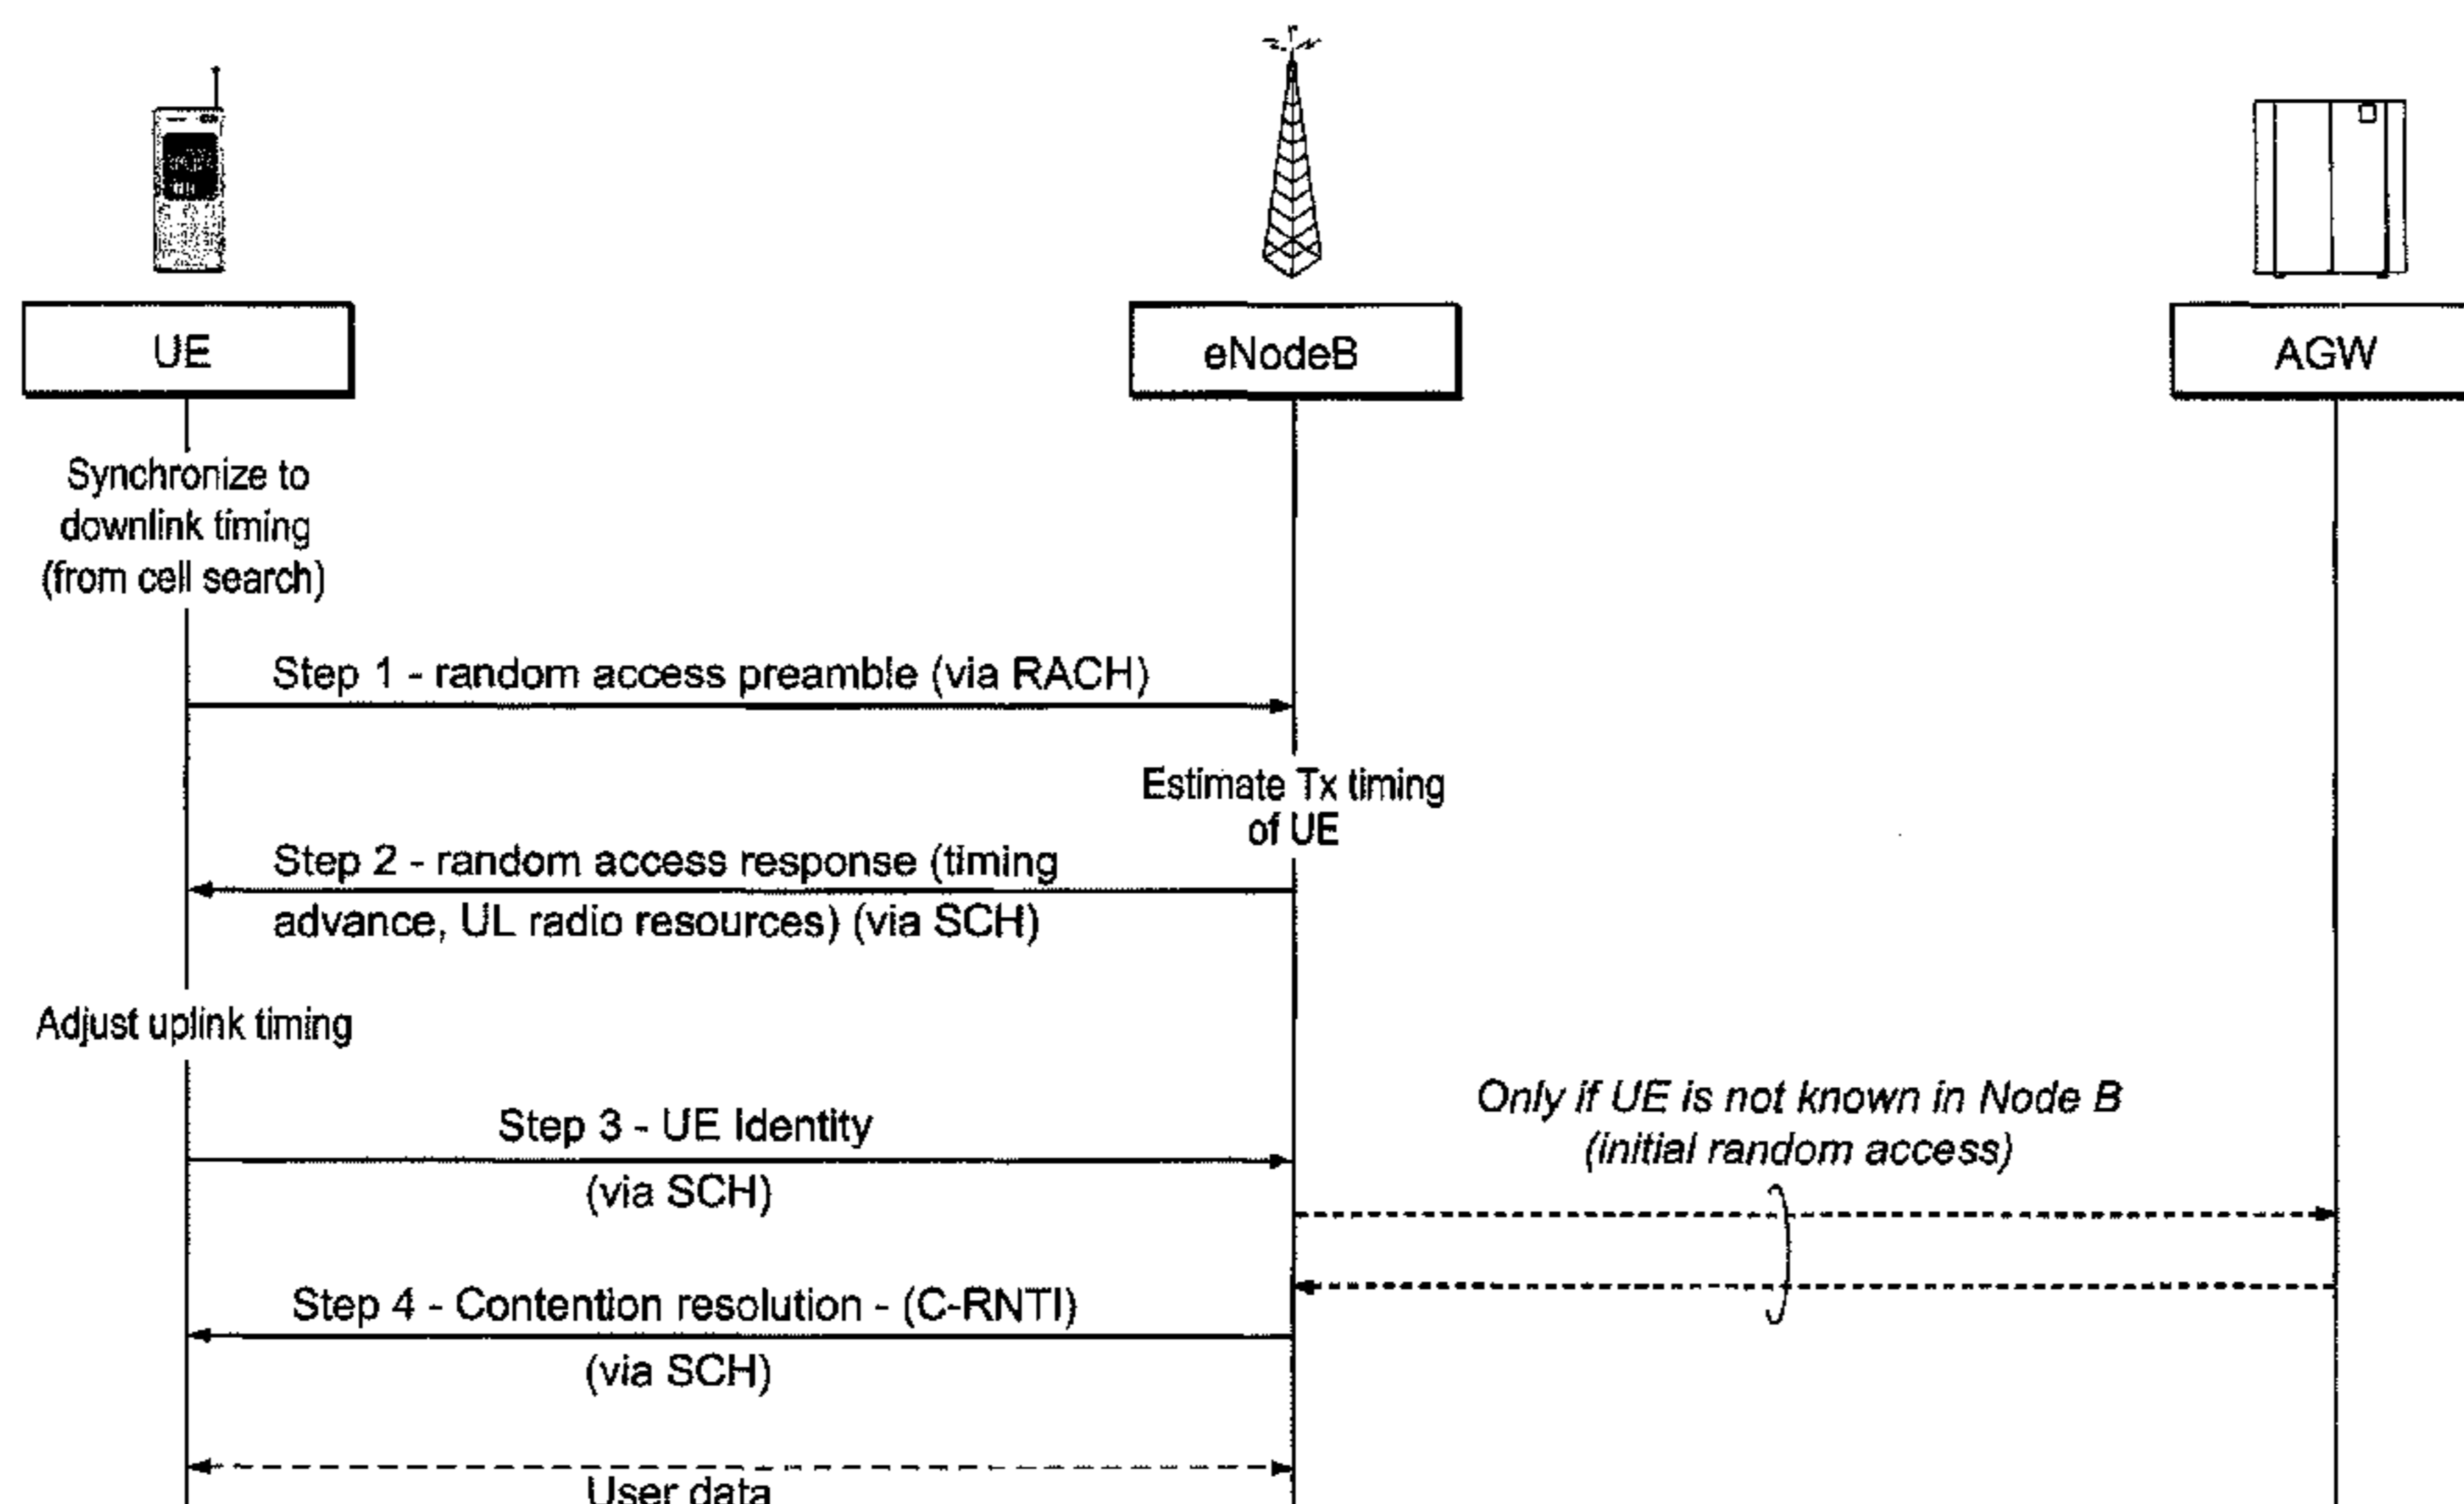 UE
eNodeB
AGW
Synchronize to
downlink timing
(from cell search)
Step 1 - random access preamble (via RACH)
Estimate Tx timing
of UE
Step 2 - random access response (timing
advance, UL radio resources) (via SCH)
Adjust uplink timing
Only if UE is not known in Node B
(initial random access)
Step 3 - UE Identity
(via SCH)
Step 4 - Contention resolution - (C-RNTI)
(via SCH)
User data